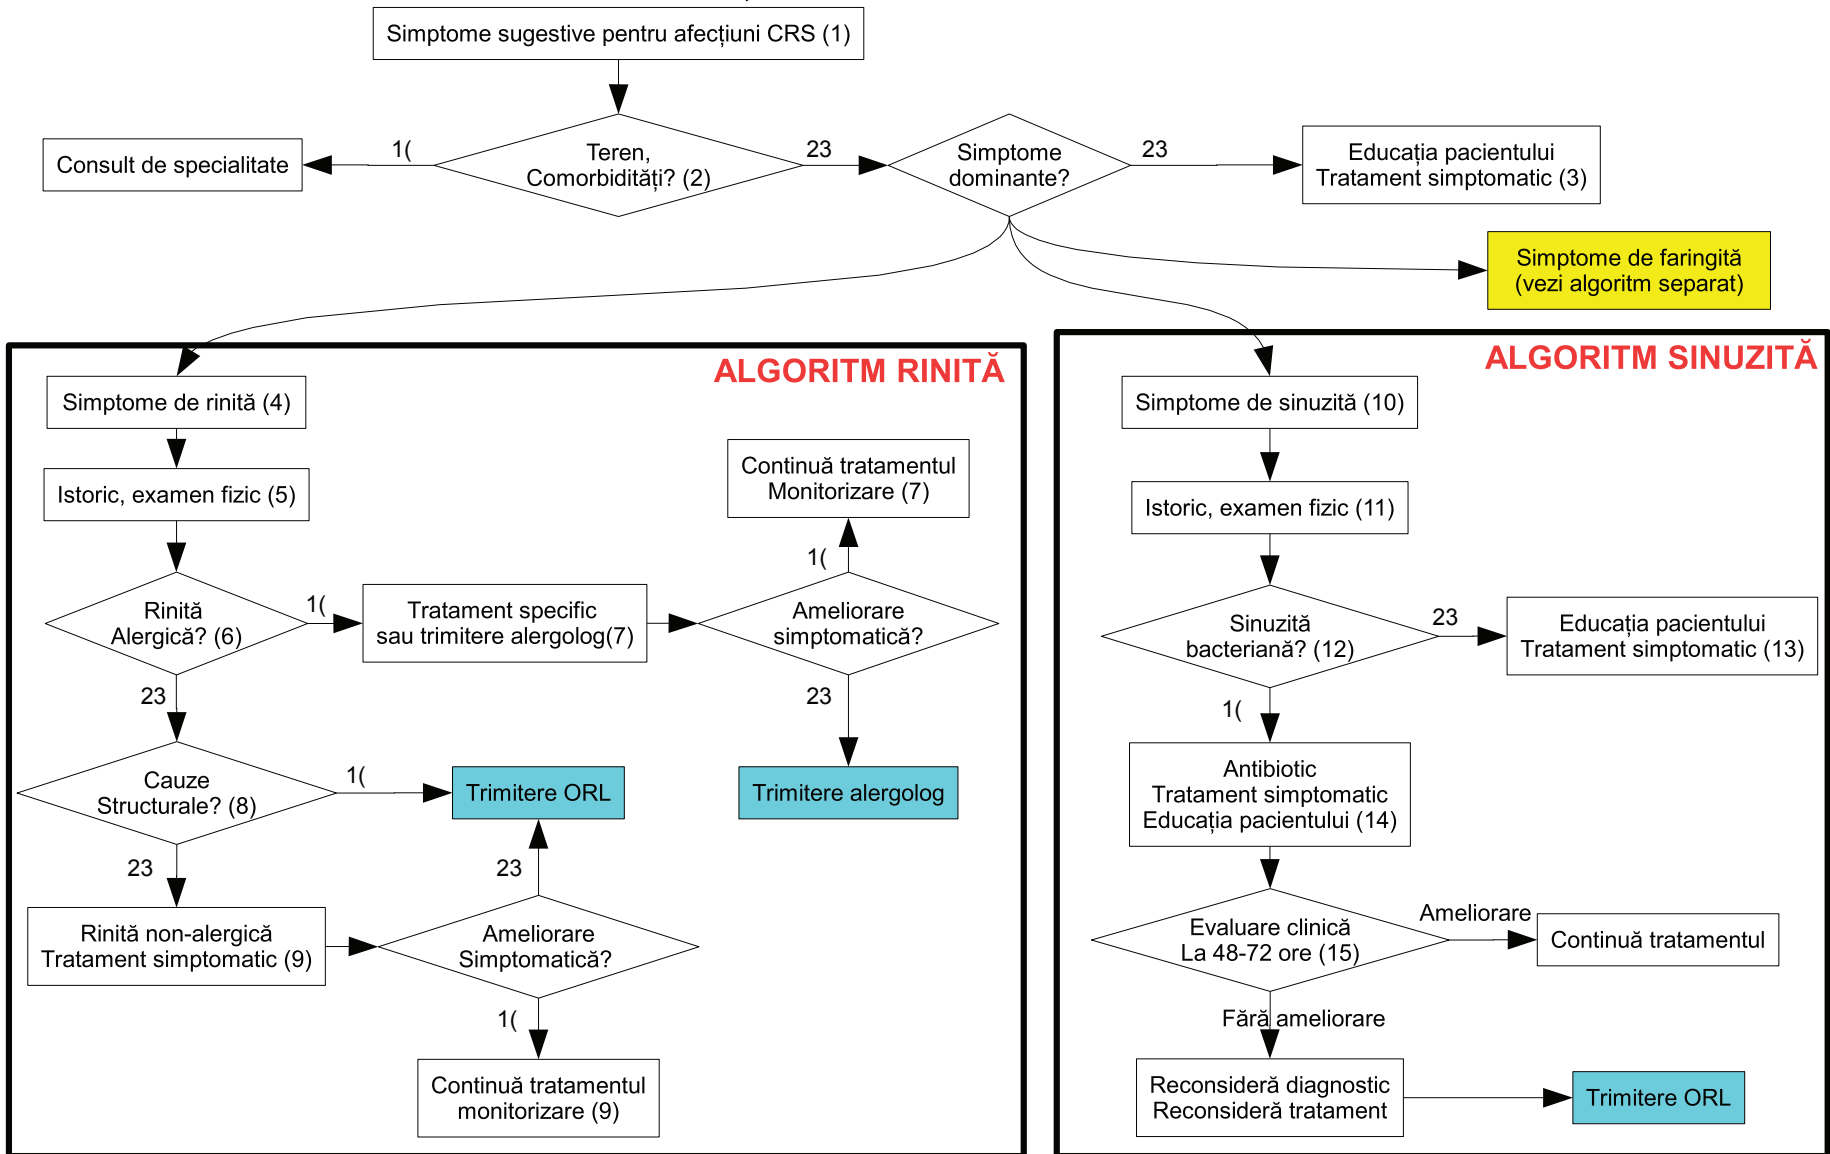 Simptome sugestive pentru afecțiuni CRS (1)
Consult de specialitate
1(
Teren,
Comorbidități? (2)
23
Simptome
dominante?
23
Educația pacientului
Tratament simptomatic (3)
Simptome de faringită
(vezi algoritm separat)
ALGORITM RINITĂ
Simptome de rinită (4)
Istoric, examen fizic (5)
Rinită
Alergică? (6)
1(
Tratament specific
sau trimitere alergolog(7)
Ameliorare
simptomatică?
1(
Continuă tratamentul
Monitorizare (7)
23
Trimitere alergolog
23
Cauze
Structurale? (8)
1(
Trimitere ORL
23
Rinită non-alergică
Tratament simptomatic (9)
Ameliorare
Simptomatică?
23
1(
Continuă tratamentul
monitorizare (9)
ALGORITM SINUZITĂ
Simptome de sinuzită (10)
Istoric, examen fizic (11)
Sinuzită
bacteriană? (12)
23
Educația pacientului
Tratament simptomatic (13)
1(
Antibiotic
Tratament simptomatic
Educația pacientului (14)
Evaluare clinică
La 48-72 ore (15)
Ameliorare
Continuă tratamentul
Fără ameliorare
Reconsideră diagnostic
Reconsideră tratament
Trimitere ORL